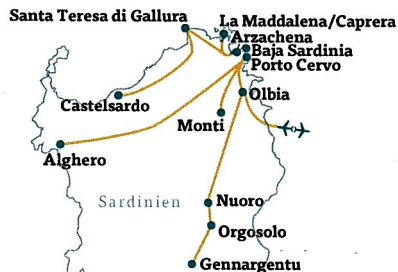 Santa Teresa di Gallura
La Maddalena/Caprera
Arzachena
Baja Sardinia
Porto Cervo
Castelsardo
Olbia
Monti
Alghero
Sardinien
Nuoro
Orgosolo
Gennargentu